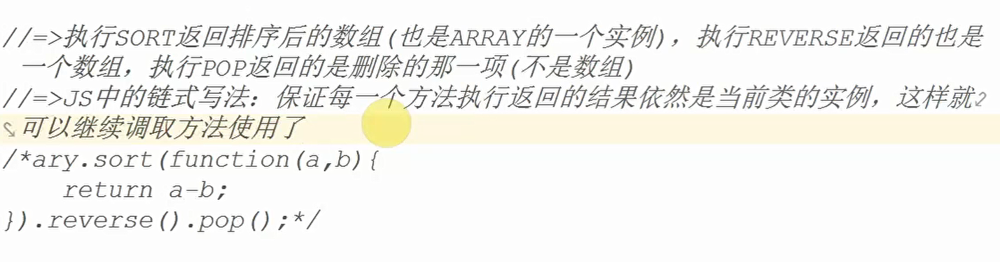 //=>执行SORT返回排序后的数组(也是ARRAY的一个实例)，执行REVERSE返回的也是
一个数组，执行POP返回的是删除的那一项(不是数组)
//=>JS中的链式写法：保证每一个方法执行返回的结果依然是当前类的实例，这样就
可以继续调取方法使用了
/*ary.sort(function(a,b){
    return a-b;
}).reverse().pop();*/